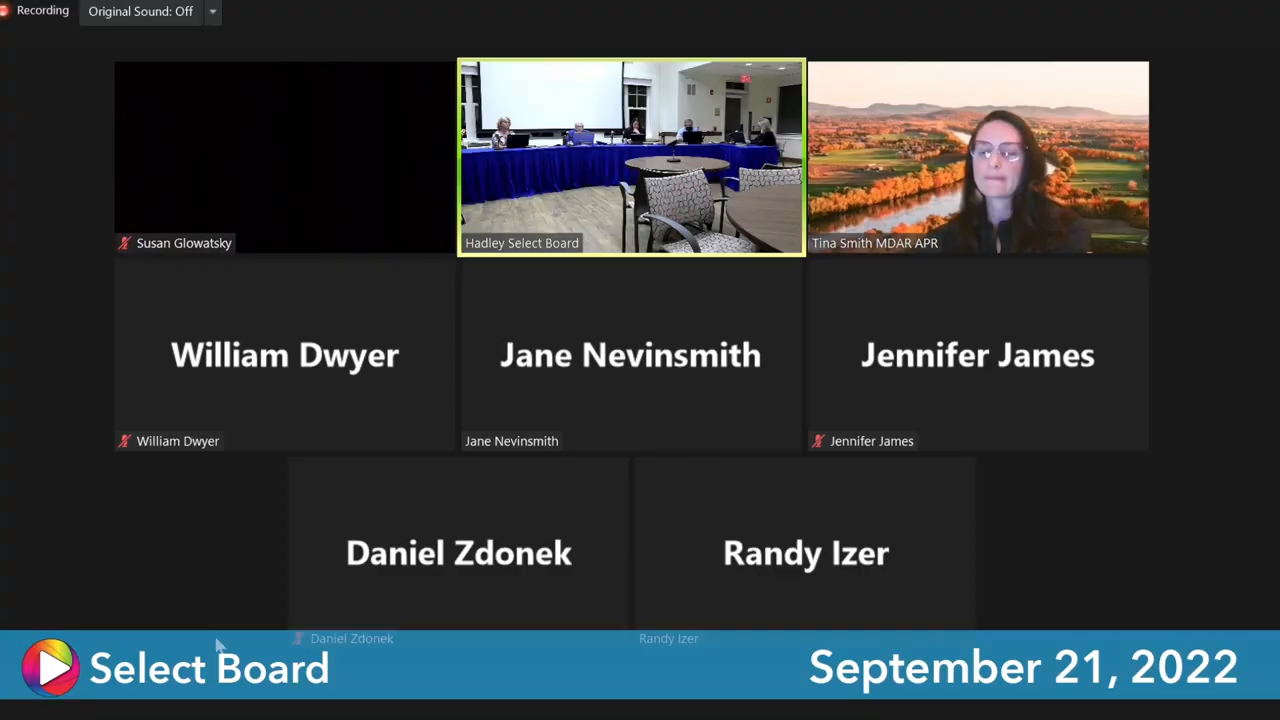 Recording
Original Sound: Off
Susan Glowatsky
Hadley Select Board
Tina Smith MDAR APR
William Dwyer
Jane Nevinsmith
Jennifer James
William Dwyer
Jane Nevinsmith
Jennifer James
Daniel Zdonek
Randy Izer
Daniel Zdonek
Randy Izer
Select Board
September 21, 2022